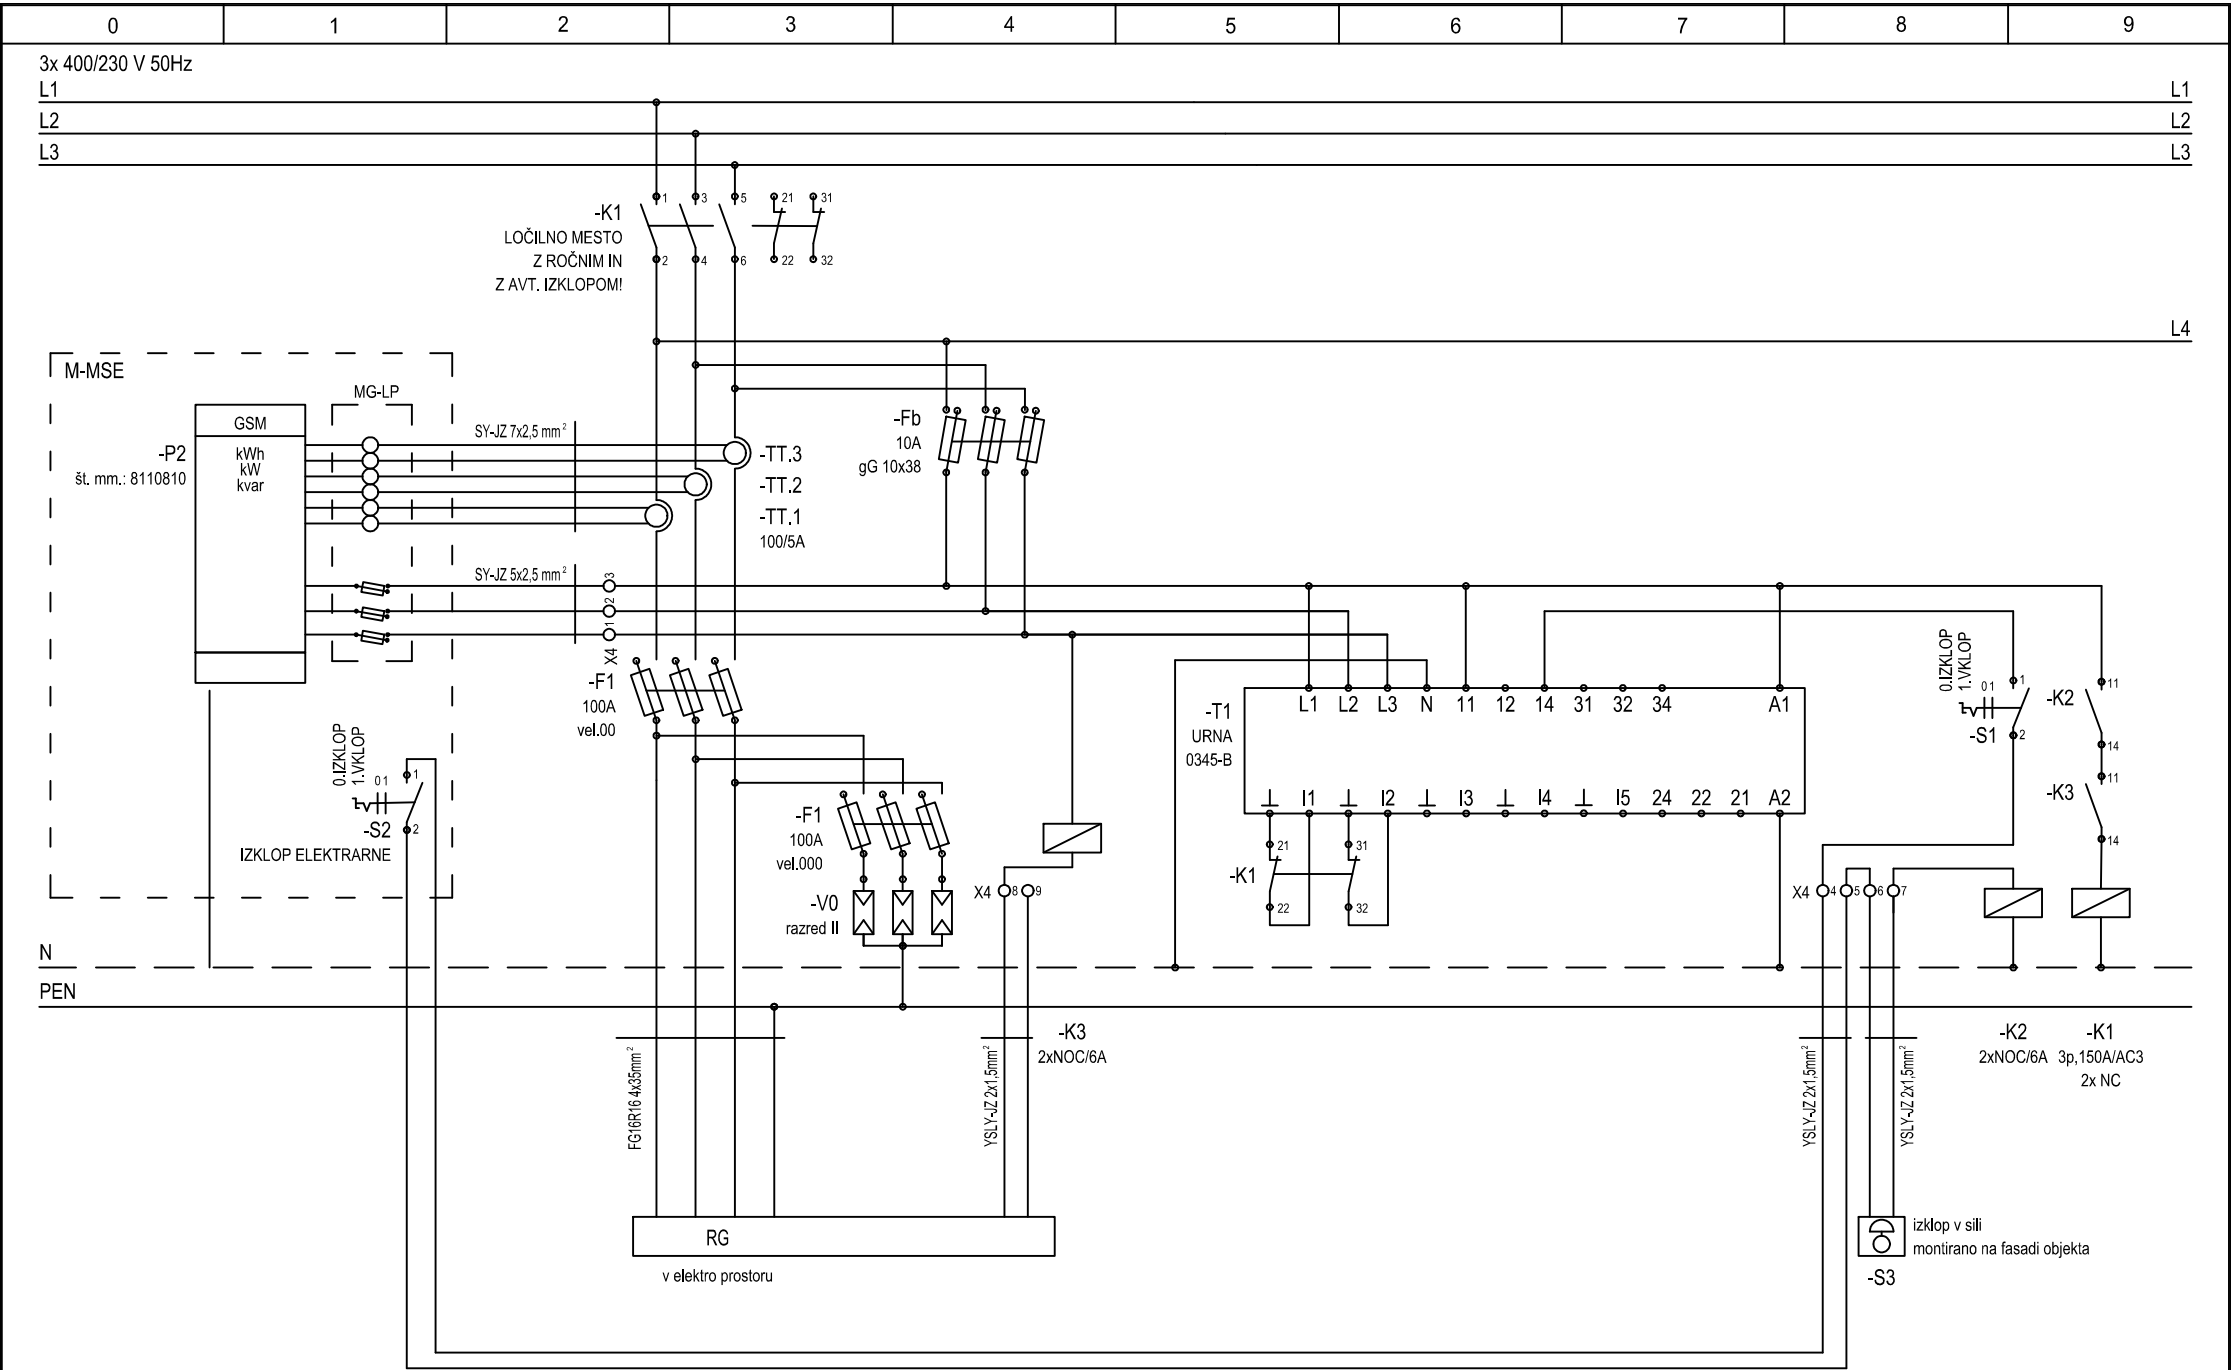 0 1 2 3 4 5 6 7 8 9
3x 400/230 V 50Hz
L1 L1
L2 L2
L3 L3
1 3 5 21 31
-K1
LOČILNO MESTO
Z ROČNIM IN
Z AVT. IZKLOPOM!
2 4 6 22 32
L4
M-MSE
MG-LP
GSM
kWh
kW
kvar
-P2
št. mm.: 8110810
SY-JZ 7x2,5 mm²
-TT.3
-TT.2
-TT.1
100/5A
-Fb
10A
gG 10x38
SY-JZ 5x2,5 mm²
3
2
1
X4
-F1
100A
vel.00
0.IZKLOP
1.VKLOP
0 1
1
2
-S2
IZKLOP ELEKTRARNE
-F1
100A
vel.000
-V0
razred II
X4 8 9
-T1
URNA
0345-B
L1 L2 L3 N 11 12 14 31 32 34 A1
⊥ I1 ⊥ I2 ⊥ I3 ⊥ I4 ⊥ I5 24 22 21 A2
21 31
-K1
22 32
0.IZKLOP
1.VKLOP
0 1
1
2
-S1
11
-K2
14
11
-K3
14
X4 4 5 6 7
N
PEN
FG16R16 4x35mm²
YSLY-JZ 2x1,5mm²
-K3
2xNOC/6A
YSLY-JZ 2x1,5mm²
YSLY-JZ 2x1,5mm²
-K2
2xNOC/6A
-K1
3p,150A/AC3
2x NC
RG
v elektro prostoru
izklop v sili
montirano na fasadi objekta
-S3